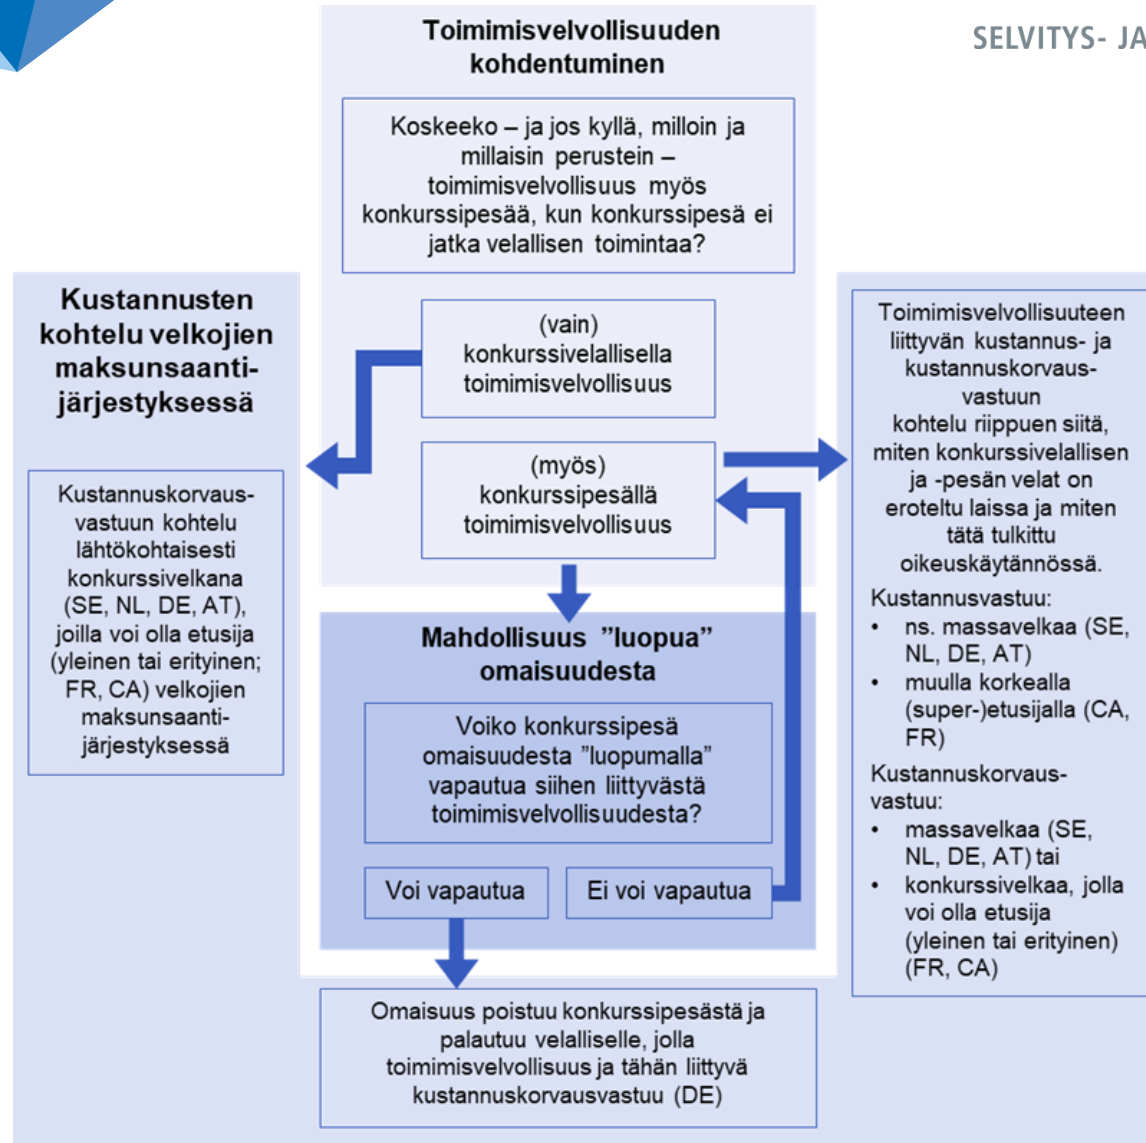 SELVITYS- JA
Toimimisvelvollisuuden
kohdentuminen
Koskeeko – ja jos kyllä, milloin ja
millaisin perustein –
toimimisvelvollisuus myös
konkurssipesää, kun konkurssipesä ei
jatka velallisen toimintaa?
(vain)
konkurssivelallisella
toimimisvelvollisuus
(myös)
konkurssipesällä
toimimisvelvollisuus
Kustannusten
kohtelu velkojien
maksunsaanti-
järjestyksessä
Kustannuskorvaus-
vastuun kohtelu
lähtökohtaisesti
konkurssivelkana
(SE, NL, DE, AT),
joilla voi olla etusija
(yleinen tai erityinen;
FR, CA) velkojien
maksunsaanti-
järjestyksessä
Mahdollisuus ”luopua”
omaisuudesta
Voiko konkurssipesä
omaisuudesta ”luopumalla”
vapautua siihen liittyvästä
toimimisvelvollisuudesta?
Voi vapautua
Ei voi vapautua
Omaisuus poistuu konkurssipesästä ja
palautuu velalliselle, jolla
toimimisvelvollisuus ja tähän liittyvä
kustannuskorvausvastuu (DE)
Toimimisvelvollisuuteen
liittyvän kustannus- ja
kustannuskorvaus-
vastuun
kohtelu riippuen siitä,
miten konkurssivelallisen
ja -pesän velat on
eroteltu laissa ja miten
tätä tulkittu
oikeuskäytännössä.
Kustannusvastuu:
• ns. massavelkaa (SE,
NL, DE, AT)
• muulla korkealla
(super-)etusijalla (CA,
FR)
Kustannuskorvaus-
vastuu:
• massavelkaa (SE,
NL, DE, AT) tai
• konkurssivelkaa, jolla
voi olla etusija
(yleinen tai erityinen)
(FR, CA)